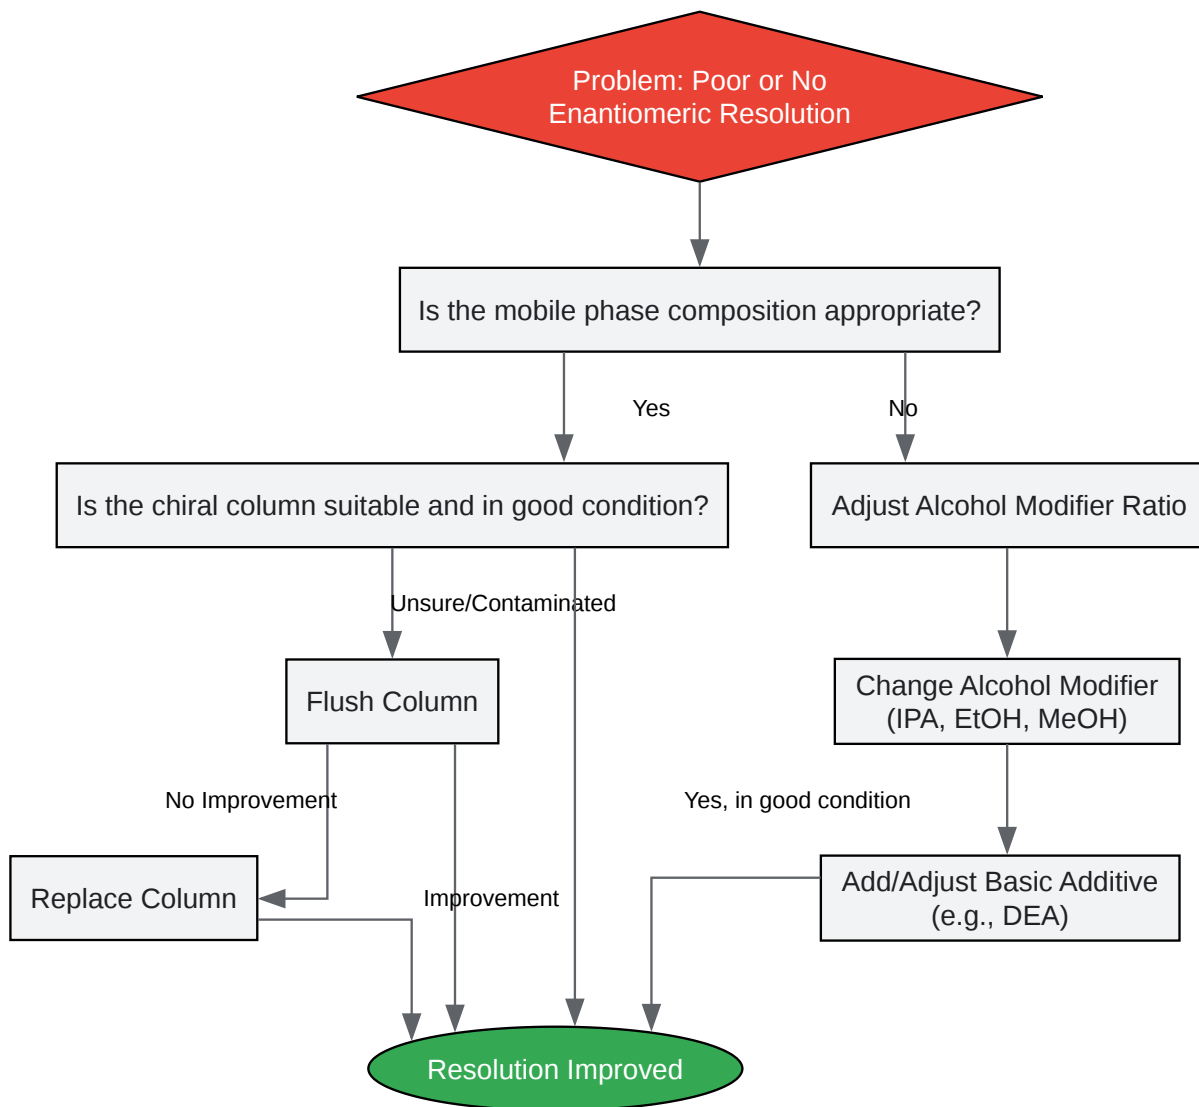 Problem: Poor or No
Enantiomeric Resolution
Is the mobile phase composition appropriate?
Yes
No
Is the chiral column suitable and in good condition?
Adjust Alcohol Modifier Ratio
Unsure/Contaminated
Flush Column
Change Alcohol Modifier
(IPA, EtOH, MeOH)
No Improvement
Yes, in good condition
Replace Column
Improvement
Add/Adjust Basic Additive
(e.g., DEA)
Resolution Improved